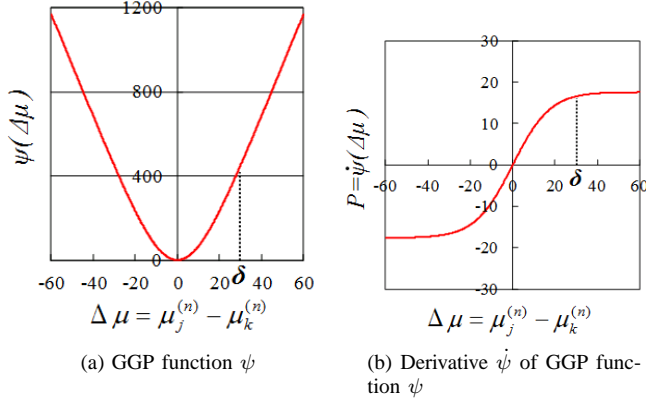 1200
800
400
0
ψ(Δμ)
-60 -40 -20 0 20 δ 40 60
Δ μ = μ_j^(n) − μ_k^(n)
(a) GGP function ψ
30
20
10
0
-10
-20
-30
P=ψ̇(Δμ)
-60 -40 -20 0 20 δ 40 60
Δ μ = μ_j^(n) − μ_k^(n)
(b) Derivative ψ̇ of GGP func-
tion ψ